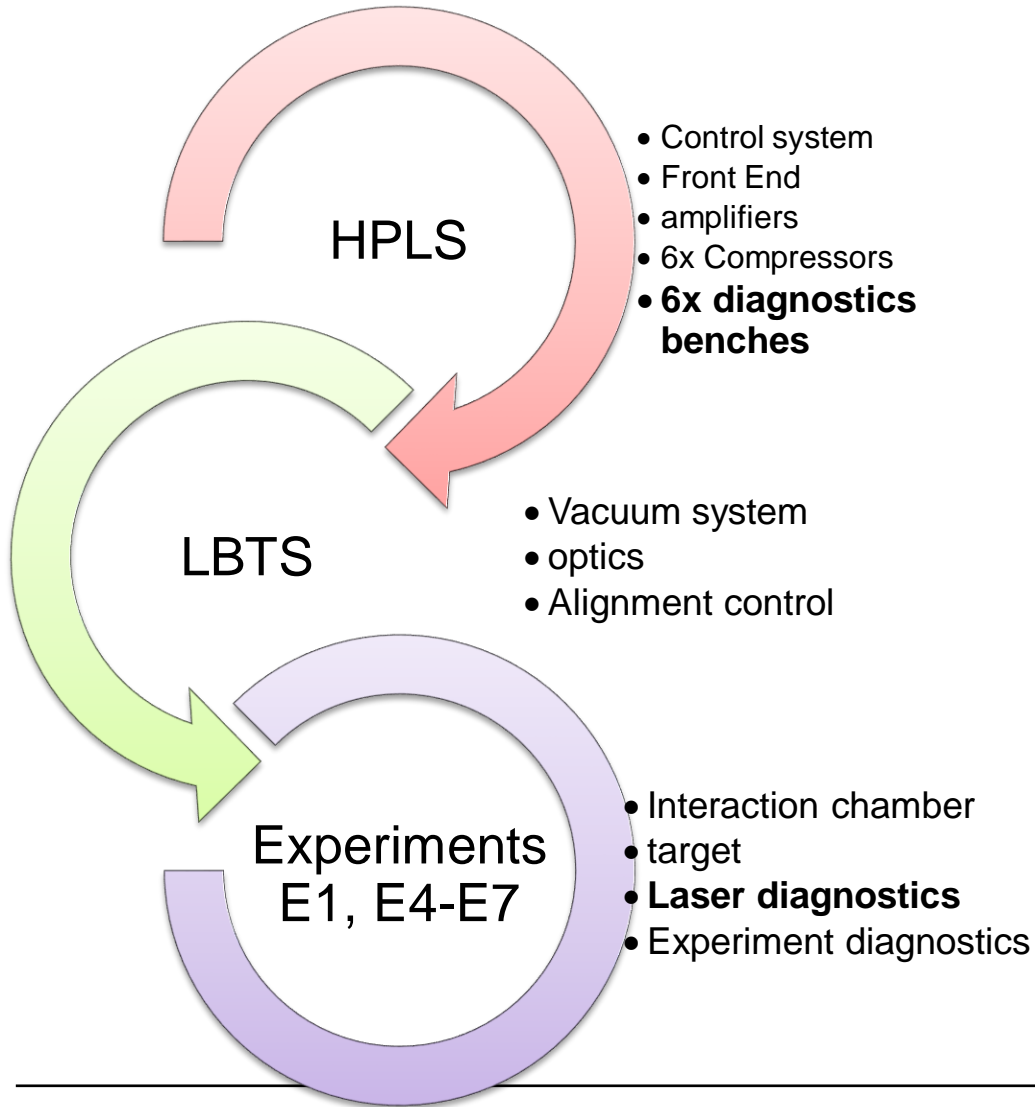 HPLS
• Control system
• Front End
• amplifiers
• 6x Compressors
• 6x diagnostics
benches
LBTS
• Vacuum system
• optics
• Alignment control
Experiments
E1, E4-E7
• Interaction chamber
• target
• Laser diagnostics
• Experiment diagnostics